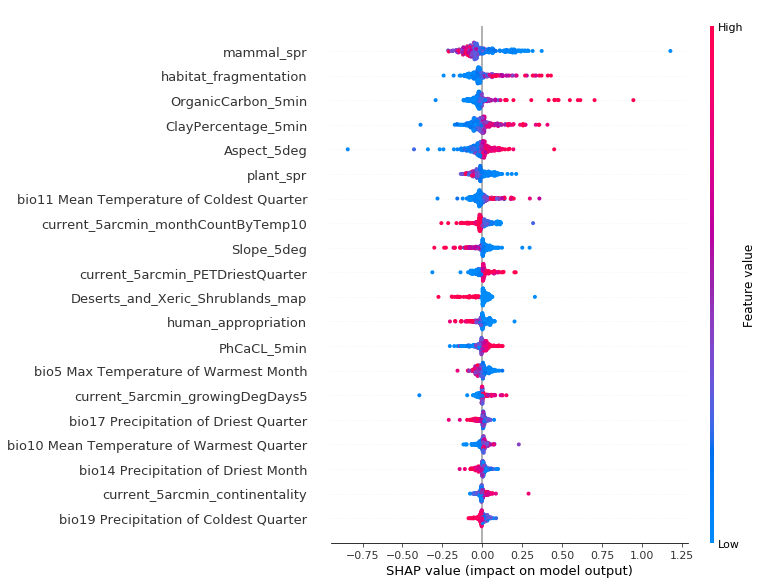 High
mammal_spr
habitat_fragmentation
OrganicCarbon_5min
ClayPercentage_5min
Aspect_5deg
plant_spr
bio11 Mean Temperature of Coldest Quarter
current_5arcmin_monthCountByTemp10
Slope_5deg
current_5arcmin_PETDriestQuarter
Deserts_and_Xeric_Shrublands_map
human_appropriation
PhCaCL_5min
bio5 Max Temperature of Warmest Month
current_5arcmin_growingDegDays5
bio17 Precipitation of Driest Quarter
bio10 Mean Temperature of Warmest Quarter
bio14 Precipitation of Driest Month
current_5arcmin_continentality
bio19 Precipitation of Coldest Quarter
Feature value
Low
−0.75 −0.50 −0.25 0.00 0.25 0.50 0.75 1.00 1.25
SHAP value (impact on model output)